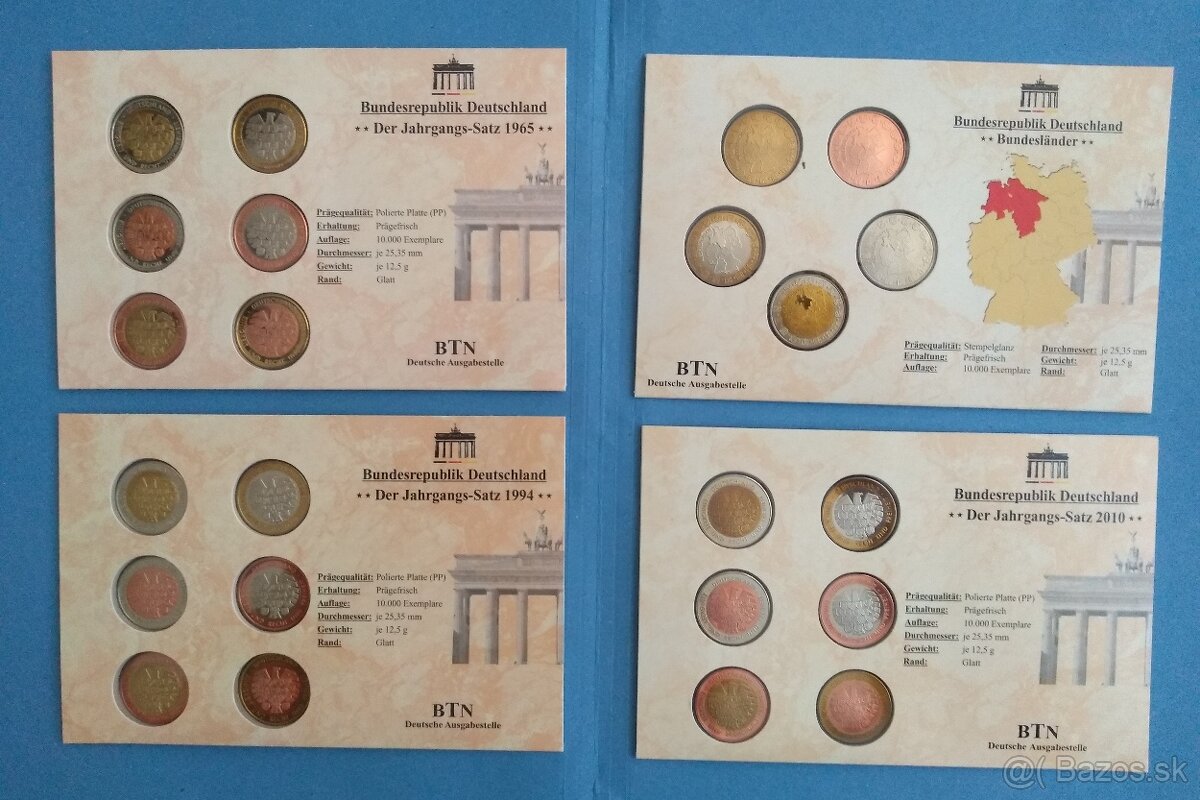 Bundesrepublik Deutschland
★★ Der Jahrgangs-Satz 1965 ★★
Prägequalität: Polierte Platte (PP)
Erhaltung: Prägefrisch
Auflage: 10.000 Exemplare
Durchmesser: je 25,35 mm
Gewicht: je 12,5 g
Rand: Glatt
BTN
Deutsche Ausgabestelle
Bundesrepublik Deutschland
★★ Bundesländer ★★
Prägequalität: Stempelglanz
Erhaltung: Prägefrisch
Auflage: 10.000 Exemplare
Durchmesser: je 25,35 mm
Gewicht: je 12,5 g
Rand: Glatt
BTN
Deutsche Ausgabestelle
Bundesrepublik Deutschland
★★ Der Jahrgangs-Satz 1994 ★★
Prägequalität: Polierte Platte (PP)
Erhaltung: Prägefrisch
Auflage: 10.000 Exemplare
Durchmesser: je 25,35 mm
Gewicht: je 12,5 g
Rand: Glatt
BTN
Deutsche Ausgabestelle
Bundesrepublik Deutschland
★★ Der Jahrgangs-Satz 2010 ★★
Prägequalität: Polierte Platte (PP)
Erhaltung: Prägefrisch
Auflage: 10.000 Exemplare
Durchmesser: je 25,35 mm
Gewicht: je 12,5 g
Rand: Glatt
BTN
Deutsche Ausgabestelle
@( Bazos.sk